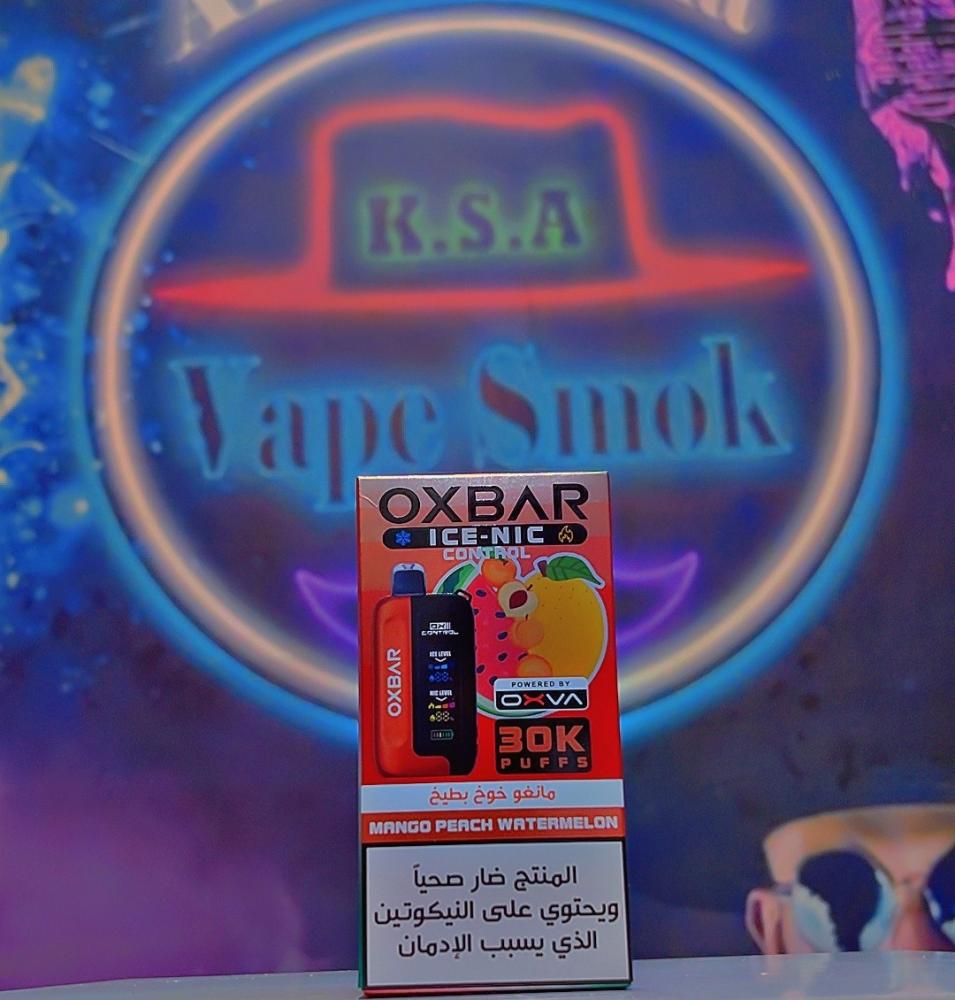 K.S.A
Vape Smok
OXBAR
ICE-NIC
CONTROL
CONTROL
ICE LEVEL
NIC LEVEL
OXBAR
POWERED BY
OXVA
30K
PUFFS
مانغو خوخ بطيخ
MANGO PEACH WATERMELON
المنتج ضار صحياً
ويحتوي على النيكوتين
الذي يسبب الإدمان